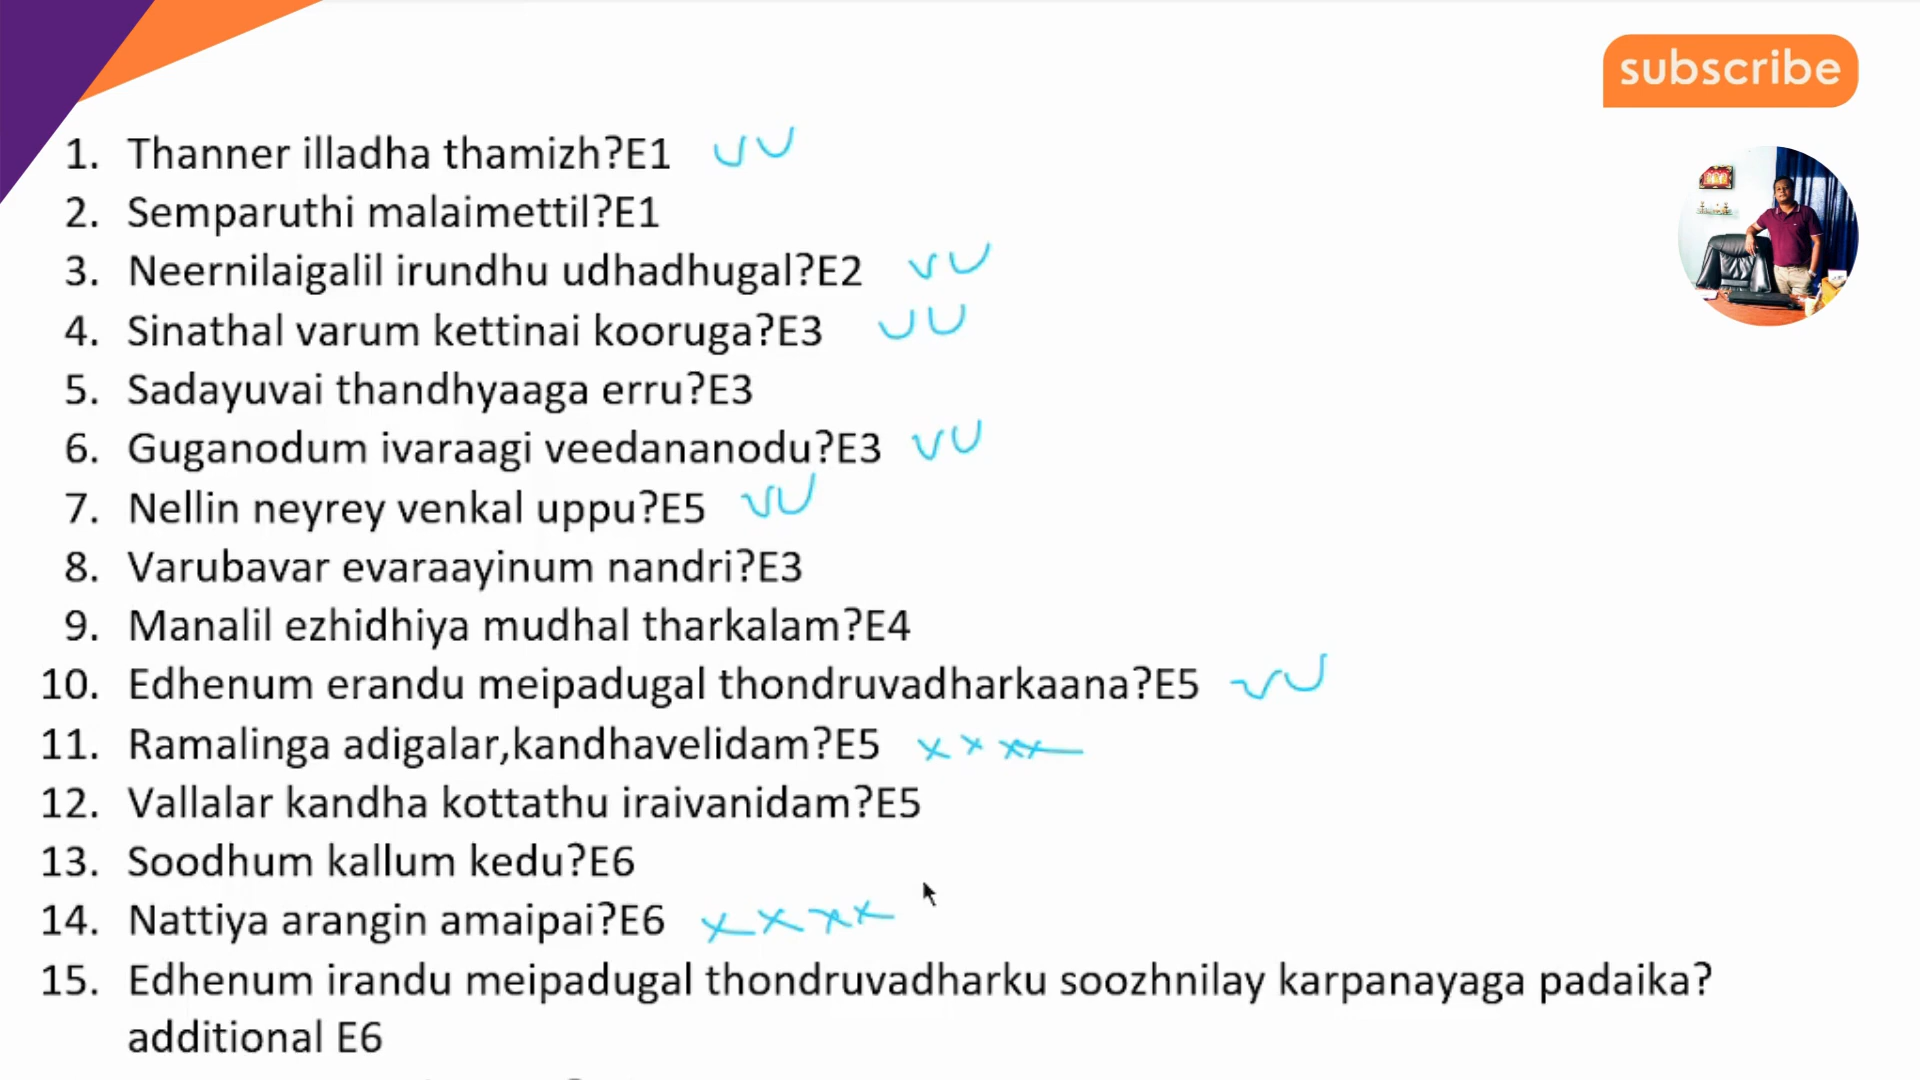 subscribe
1. Thanner illadha thamizh?E1
2. Semparuthi malaimettil?E1
3. Neernilaigalil irundhu udhadhugal?E2
4. Sinathal varum kettinai kooruga?E3
5. Sadayuvai thandhyaaga erru?E3
6. Guganodum ivaraagi veedananodu?E3
7. Nellin neyrey venkal uppu?E5
8. Varubavar evaraayinum nandri?E3
9. Manalil ezhidhiya mudhal tharkalam?E4
10. Edhenum erandu meipadugal thondruvadharkaana?E5
11. Ramalinga adigalar,kandhavelidam?E5
12. Vallalar kandha kottathu iraivanidam?E5
13. Soodhum kallum kedu?E6
14. Nattiya arangin amaipai?E6
15. Edhenum irandu meipadugal thondruvadharku soozhnilay karpanayaga padaika?
additional E6